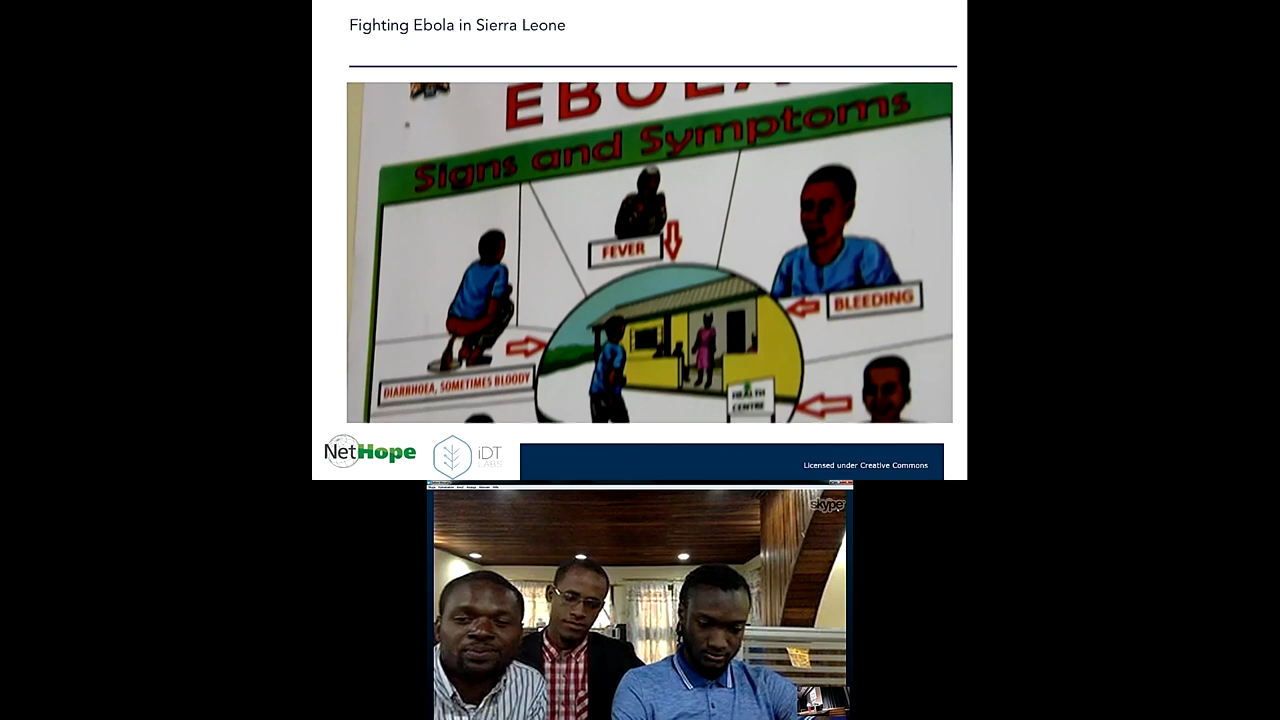 Fighting Ebola in Sierra Leone
EBOLA
Signs and Symptoms
FEVER
BLEEDING
DIARRHOEA, SOMETIMES BLOODY
HEALTH
CENTRE
NetHope
iDT
LABS
Licensed under Creative Commons
skype